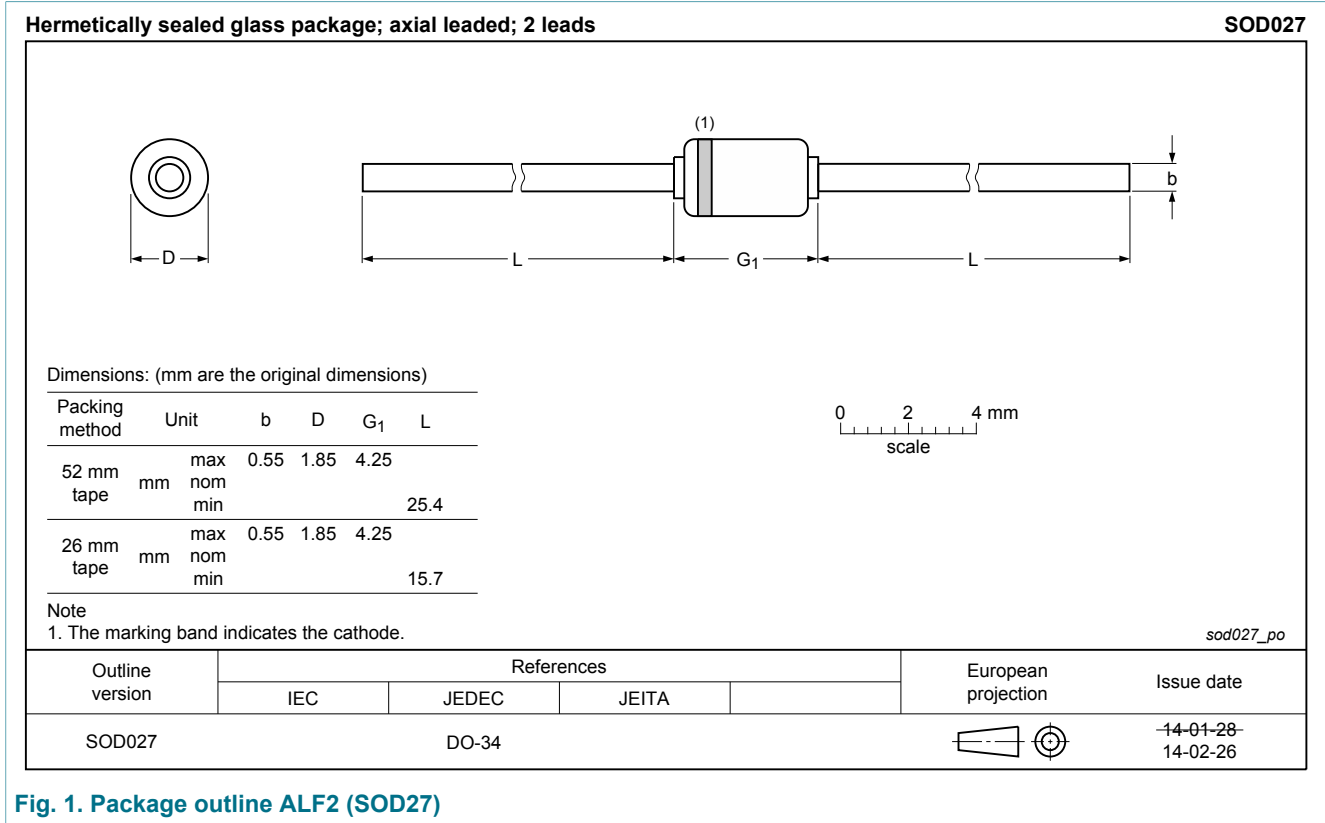 Hermetically sealed glass package; axial leaded; 2 leads SOD027
(1)
b
D L G1 L
Dimensions: (mm are the original dimensions)
Packing method Unit b D G1 L
52 mm tape mm max 0.55 1.85 4.25
nom
min 25.4
26 mm tape mm max 0.55 1.85 4.25
nom
min 15.7
0 2 4 mm
scale
Note
1. The marking band indicates the cathode.
sod027_po
Outline version References European projection Issue date
IEC JEDEC JEITA
SOD027 DO-34 14-01-28
14-02-26
Fig. 1. Package outline ALF2 (SOD27)